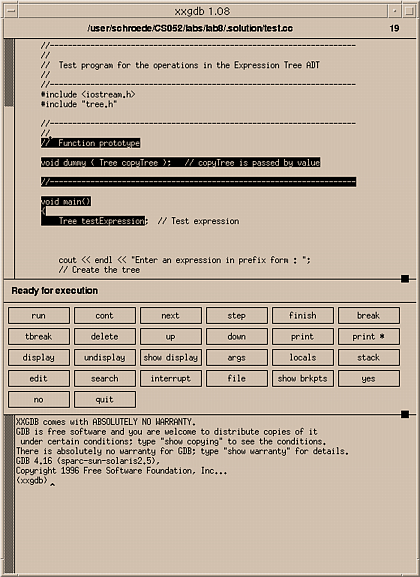 xxgdb 1.08
/user/schroede/CS052/labs/lab8/.solution/test.cc 19
//--------------------------------------------------------------------
//
//  Test program for the operations in the Expression Tree ADT
//
//--------------------------------------------------------------------
#include <iostream.h>
#include "tree.h"
//--------------------------------------------------------------------
//
//  Function prototype
void dummy ( Tree copyTree );   // copyTree is passed by value
//--------------------------------------------------------------------
void main()
{
    Tree testExpression;  // Test expression
    cout << endl << "Enter an expression in prefix form : ";
    // Create the tree
Ready for execution
run cont next step finish break
tbreak delete up down print print *
display undisplay show display args locals stack
edit search interrupt file show brkpts yes
no quit
XXGDB comes with ABSOLUTELY NO WARRANTY.
GDB is free software and you are welcome to distribute copies of it
 under certain conditions; type "show copying" to see the conditions.
There is absolutely no warranty for GDB; type "show warranty" for details.
GDB 4.16 (sparc-sun-solaris2.5),
Copyright 1996 Free Software Foundation, Inc...
(xxgdb)